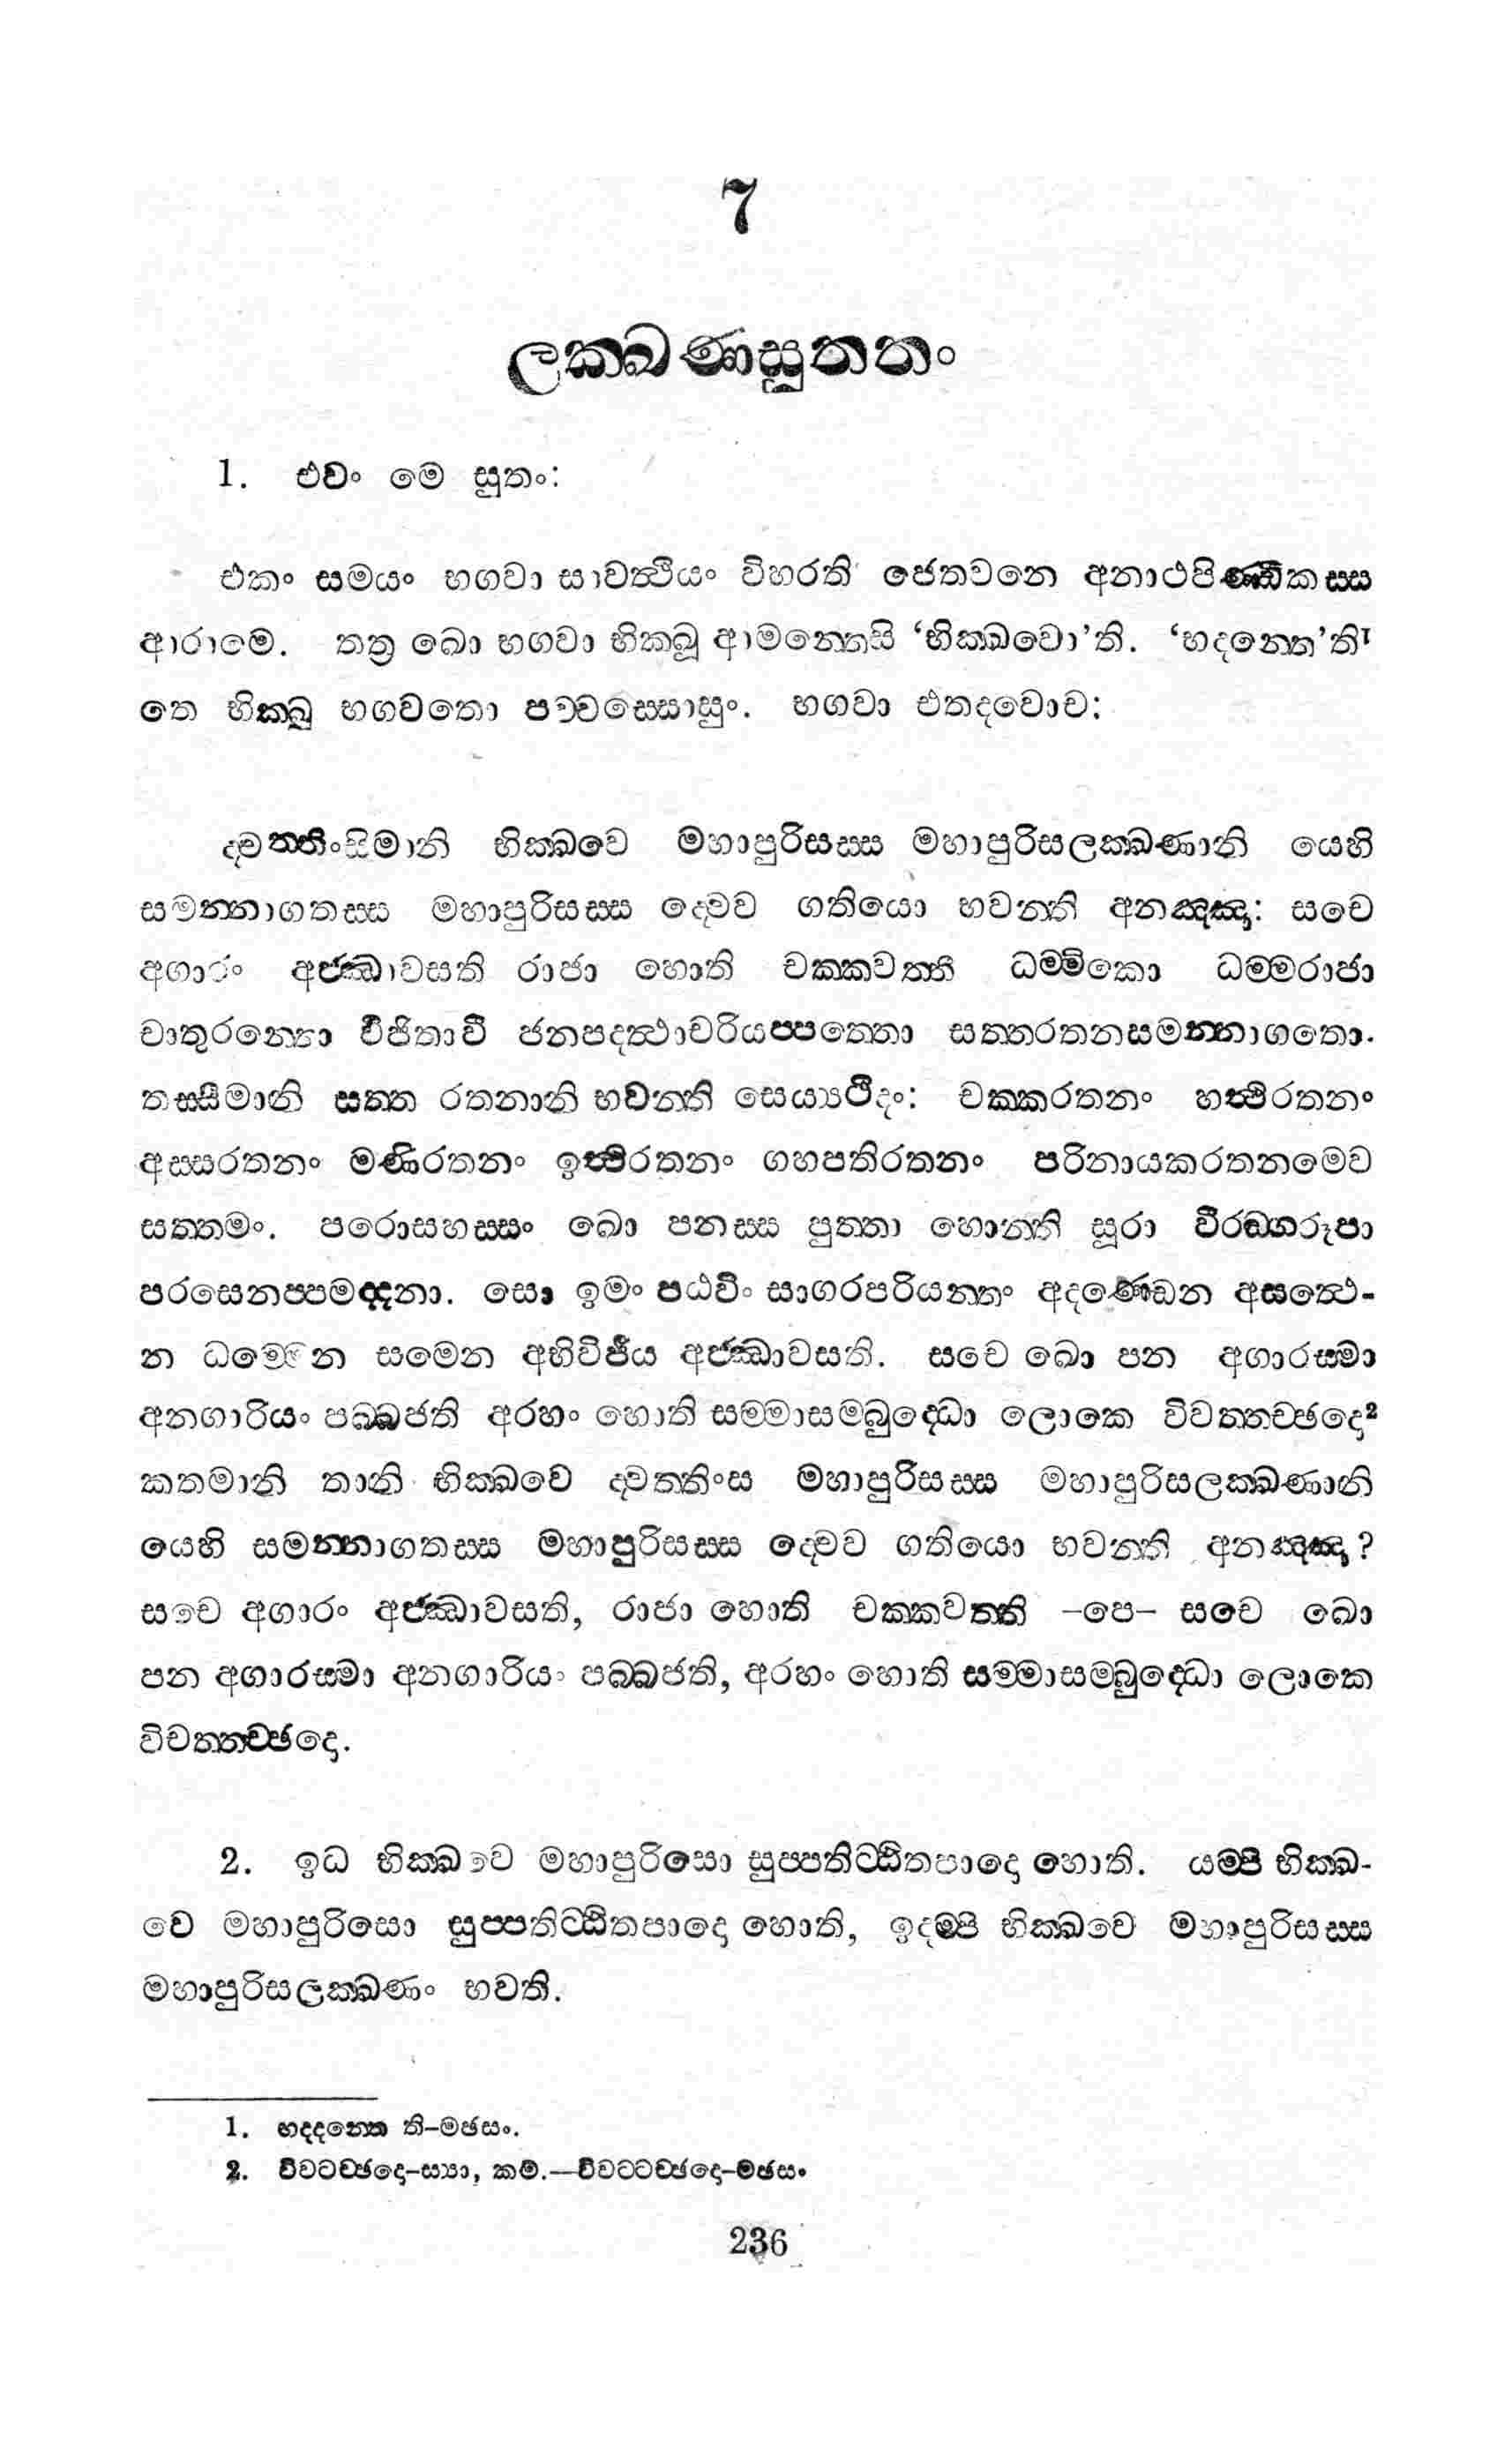 7
ලක්ඛණසුත්තං
1. එවං මෙ සුතං:
එකං සමයං භගවා සාවත්ථියං විහරති ජෙතවනෙ අනාථපිණ්ඩිකස්ස
ආරාමෙ. තත්‍ර ඛො භගවා භික්ඛූ ආමන්තෙසි ‘භික්ඛවො’ති. ‘භදන්තෙ’ති¹
තෙ භික්ඛූ භගවතො පච්චස්සොසුං. භගවා එතදවොච:
ද්වත්තිංසිමානි භික්ඛවෙ මහාපුරිසස්ස මහාපුරිසලක්ඛණානි යෙහි
සමන්නාගතස්ස මහාපුරිසස්ස ද්වෙව ගතියො භවන්ති අනඤ්ඤා: සචෙ
අගාරං අජ්ඣාවසති රාජා හොති චක්කවත්තී ධම්මිකො ධම්මරාජා
චාතුරන්තො විජිතාවී ජනපදත්ථාචරියප්පත්තො සත්තරතනසමන්නාගතො.
තස්සීමානි සත්ත රතනානි භවන්ති සෙය්‍යථීදං: චක්කරතනං හත්ථිරතනං
අස්සරතනං මණිරතනං ඉත්ථිරතනං ගහපතිරතනං පරිනායකරතනමෙව
සත්තමං. පරොසහස්සං ඛො පනස්ස පුත්තා හොන්ති සූරා වීරඞ්ගරූපා
පරසෙනප්පමද්දනා. සො ඉමං පඨවිං සාගරපරියන්තං අදණ්ඩෙන අසත්ථෙ-
න ධම්මෙන සමෙන අභිවිජිය අජ්ඣාවසති. සචෙ ඛො පන අගාරස්මා
අනගාරියං පබ්බජති අරහං හොති සම්මාසම්බුද්ධො ලොකෙ විවත්තච්ඡදො²
කතමානි තානි භික්ඛවෙ ද්වත්තිංස මහාපුරිසස්ස මහාපුරිසලක්ඛණානි
යෙහි සමන්නාගතස්ස මහාපුරිසස්ස ද්වෙව ගතියො භවන්ති අනඤ්ඤා?
සචෙ අගාරං අජ්ඣාවසති, රාජා හොති චක්කවත්ති –පෙ– සචෙ ඛො
පන අගාරස්මා අනගාරියං පබ්බජති, අරහං හොති සම්මාසම්බුද්ධො ලොකෙ
විවත්තච්ඡදො.
2. ඉධ භික්ඛවෙ මහාපුරිසො සුප්පතිට්ඨිතපාදො හොති. යම්පි භික්ඛ-
වෙ මහාපුරිසො සුප්පතිට්ඨිතපාදො හොති, ඉදම්පි භික්ඛවෙ මහාපුරිසස්ස
මහාපුරිසලක්ඛණං භවති.
1. භද්දන්තෙ ති–මඡසං.
2. විවටච්ඡදො–ස්‍යා, කම්.—විවට්ටච්ඡදො–මඡසං
236